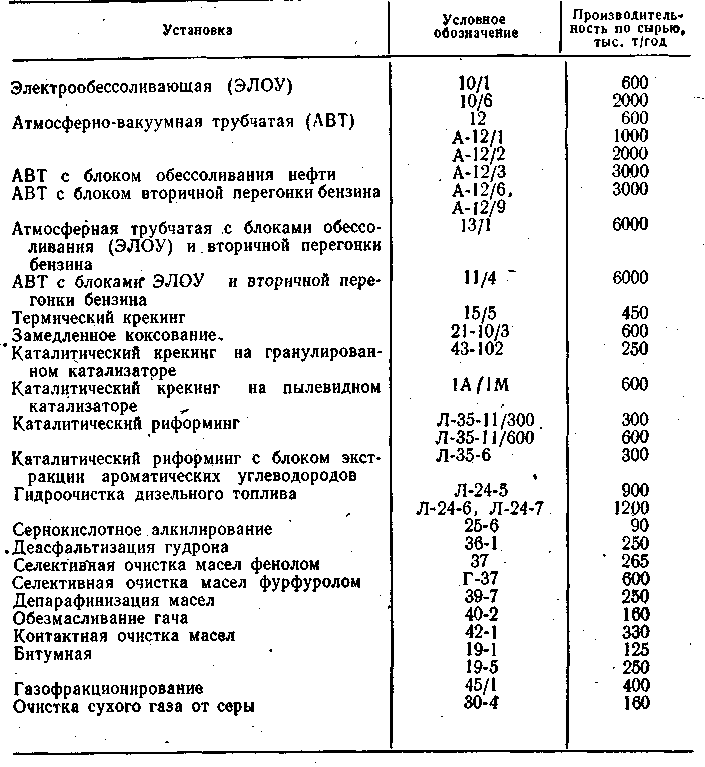 Установка Условное обозначение Производительность по сырью, тыс. т/год
Электрообессоливающая (ЭЛОУ) 10/1 600
10/6 2000
Атмосферно-вакуумная трубчатая (АВТ) 12 600
А-12/1 1000
А-12/2 2000
АВТ с блоком обессоливания нефти А-12/3 3000
АВТ с блоком вторичной перегонки бензина А-12/6, 3000
А-12/9
Атмосферная трубчатая с блоками обессо- 13/1 6000
ливания (ЭЛОУ) и вторичной перегонки
бензина
АВТ с блоками ЭЛОУ и вторичной пере- 11/4 6000
гонки бензина
Термический крекинг 15/5 450
Замедленное коксование 21-10/3 600
Каталитический крекинг на гранулирован- 43-102 250
ном катализаторе
Каталитический крекинг на пылевидном 1А/1М 600
катализаторе
Каталитический риформинг Л-35-11/300 300
Л-35-11/600 600
Каталитический риформинг с блоком экст- Л-35-6 300
ракции ароматических углеводородов
Гидроочистка дизельного топлива Л-24-5 900
Л-24-6, Л-24-7 1200
Сернокислотное алкилирование 25-6 90
Деасфальтизация гудрона 36-1 250
Селективная очистка масел фенолом 37 265
Селективная очистка масел фурфуролом Г-37 600
Депарафинизация масел 39-7 250
Обезмасливание гача 40-2 160
Контактная очистка масел 42-1 330
Битумная 19-1 125
19-5 250
Газофракционирование 45/1 400
Очистка сухого газа от серы 30-4 160